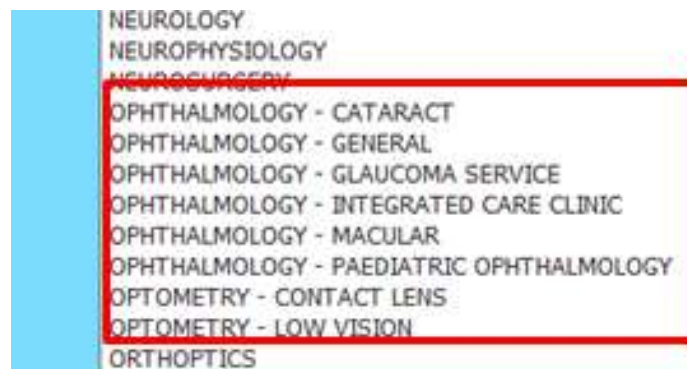 NEUROLOGY
NEUROPHYSIOLOGY
NEUROSURGERY
OPHTHALMOLOGY - CATARACT
OPHTHALMOLOGY - GENERAL
OPHTHALMOLOGY - GLAUCOMA SERVICE
OPHTHALMOLOGY - INTEGRATED CARE CLINIC
OPHTHALMOLOGY - MACULAR
OPHTHALMOLOGY - PAEDIATRIC OPHTHALMOLOGY
OPTOMETRY - CONTACT LENS
OPTOMETRY - LOW VISION
ORTHOPTICS